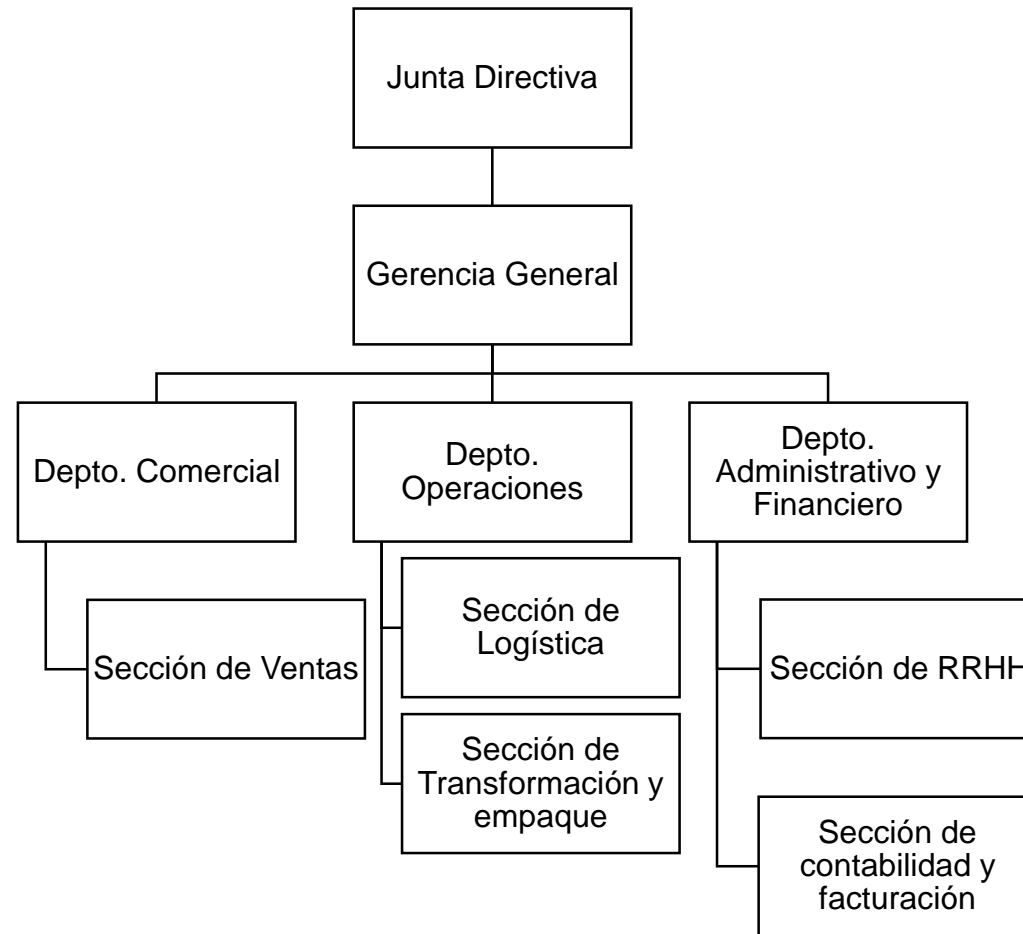 Junta Directiva
Gerencia General
Depto. Comercial
Depto.
Operaciones
Depto.
Administrativo y
Financiero
Sección de Ventas
Sección de
Logística
Sección de
Transformación y
empaque
Sección de RRHH
Sección de
contabilidad y
facturación